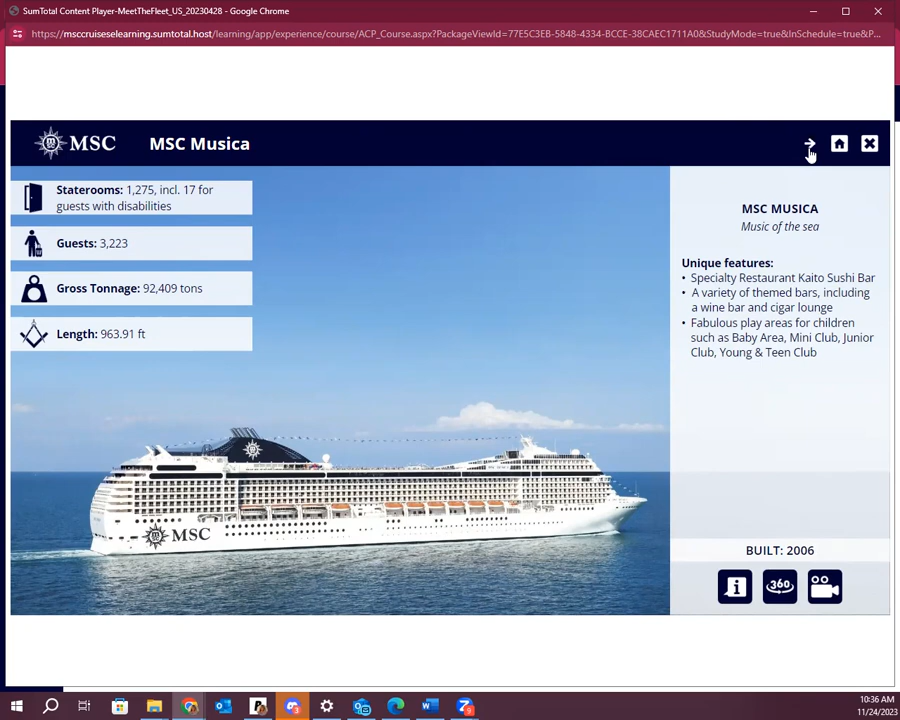 SumTotal Content Player-MeetTheFleet_US_20230428 - Google Chrome
https://msccruiseselearning.sumtotal.host/learning/app/experience/course/ACP_Course.aspx?PackageViewId=77E5C3EB-5848-4334-BCCE-38CAEC1711A0&StudyMode=true&InSchedule=true&P...
MSC
MSC Musica
Staterooms: 1,275, incl. 17 for
guests with disabilities
Guests: 3,223
Gross Tonnage: 92,409 tons
Length: 963.91 ft
MSC
MSC MUSICA
Music of the sea
Unique features:
• Specialty Restaurant Kaito Sushi Bar
• A variety of themed bars, including
a wine bar and cigar lounge
• Fabulous play areas for children
such as Baby Area, Mini Club, Junior
Club, Young & Teen Club
BUILT: 2006
360
10:36 AM
11/24/2023